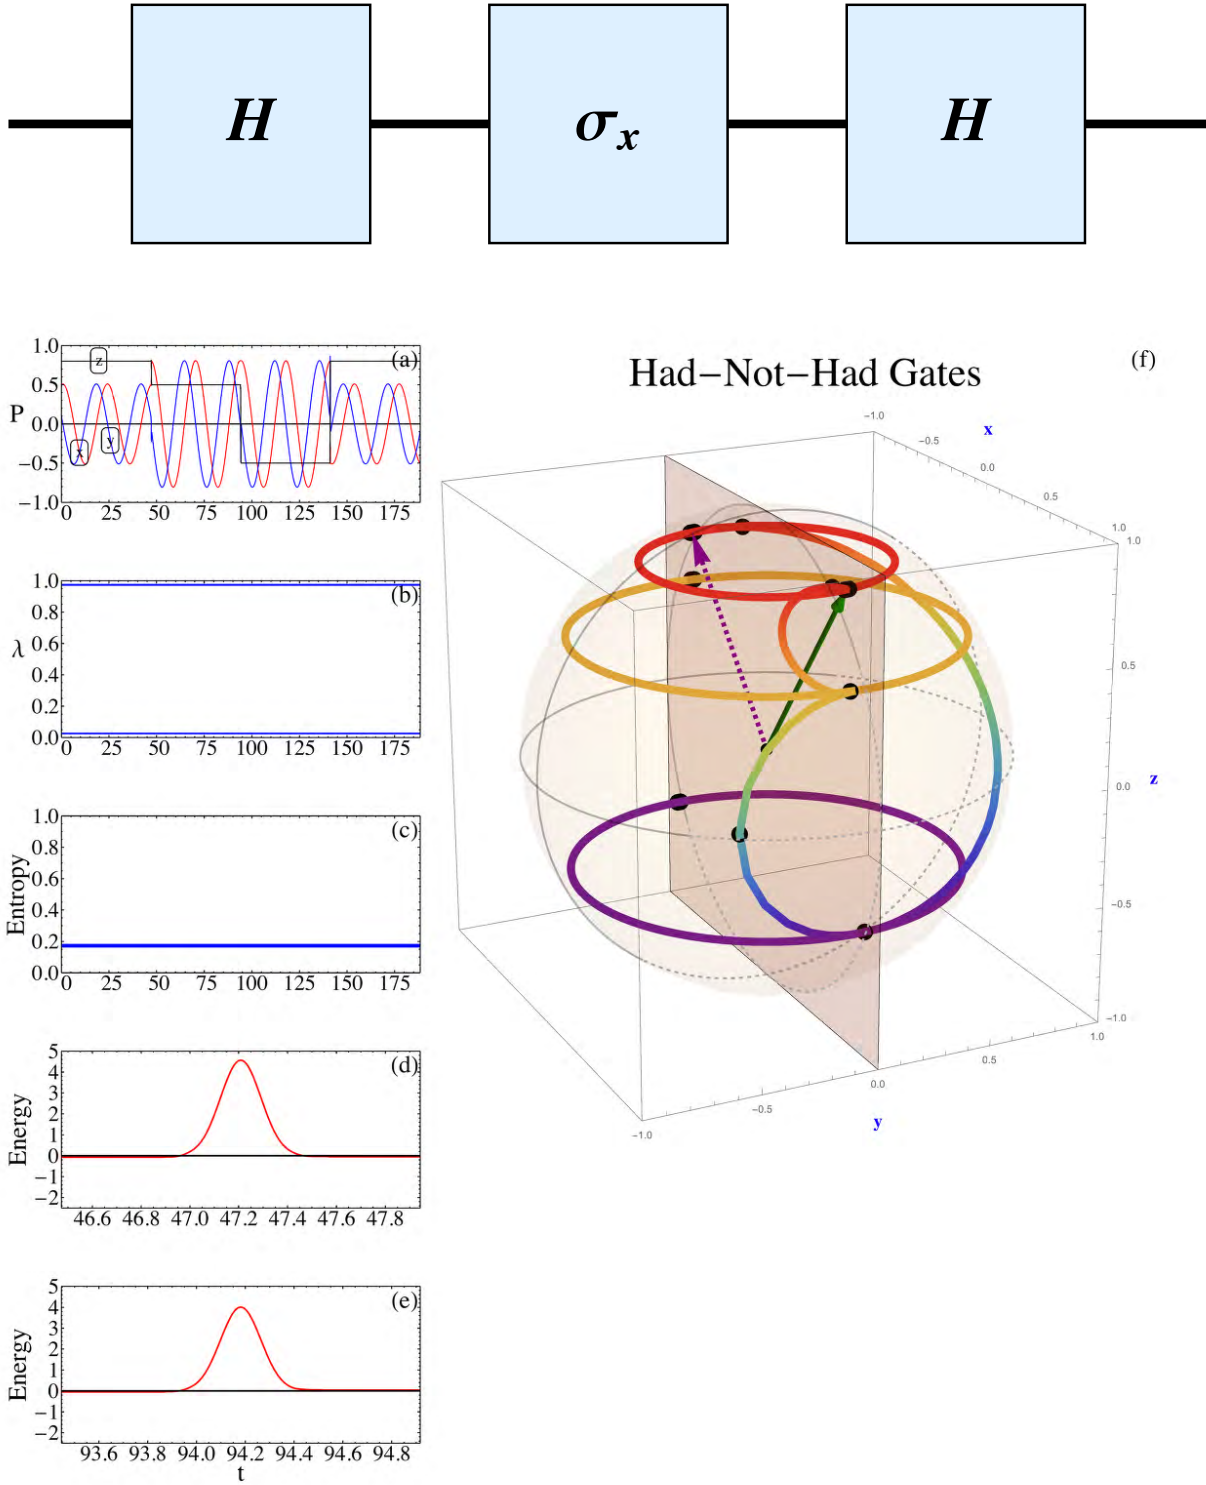 H σx H
Had−Not−Had Gates
(a)
P
1.0
0.5
0.0
−0.5
−1.0
z
x
y
0 25 50 75 100 125 150 175
(b)
λ
1.0
0.8
0.6
0.4
0.2
0.0
0 25 50 75 100 125 150 175
(c)
Entropy
1.0
0.8
0.6
0.4
0.2
0.0
0 25 50 75 100 125 150 175
(d)
Energy
5
4
3
2
1
0
−1
−2
46.6 46.8 47.0 47.2 47.4 47.6 47.8
(e)
Energy
5
4
3
2
1
0
−1
−2
93.6 93.8 94.0 94.2 94.4 94.6 94.8
t
(f)
−1.0
−0.5
x
0.0
0.5
1.0
1.0
0.5
z
0.0
−0.5
−1.0
1.0
0.5
0.0
−0.5
−1.0
y